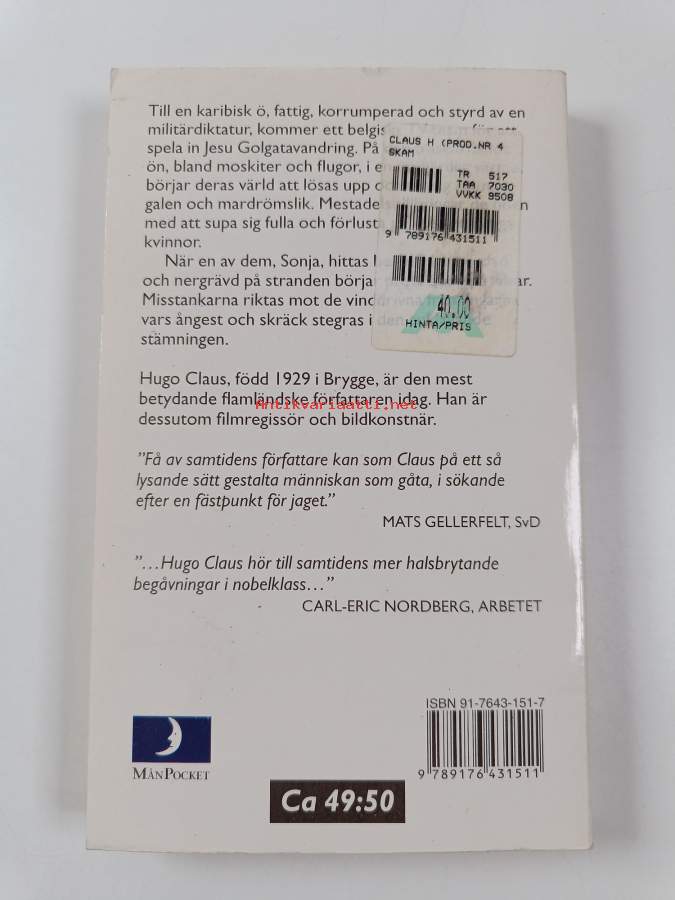 Till en karibisk ö, fattig, korrumperad och styrd av en
militärdiktatur, kommer ett
spela in Jesu Golgatavandring. På
ön, bland moskiter och flugor, i
börjar deras värld att lösas upp
galen och mardrömslik.
med att supa sig fulla och
kvinnor.
När en av dem, Sonja, hittas
och nergrävd på stranden börjar
Misstankarna riktas mot de
vars ångest och skräck stegras i
stämningen.
CLAUS H (PROD.NR 4
SKAM
TR 517
TAA 7030
VVKK 9508
9 789176 431511
40.00
HINTA/PRIS
Hugo Claus, född 1929 i Brygge, är den mest
betydande flamländske författaren idag. Han är
Antikvariaatti.net
dessutom filmregissör och bildkonstnär.
"Få av samtidens författare kan som Claus på ett så
lysande sätt gestalta människan som gåta, i sökande
efter en fästpunkt för jaget."
MATS GELLERFELT, SvD
"...Hugo Claus hör till samtidens mer halsbrytande
begåvningar i nobelklass..."
CARL-ERIC NORDBERG, ARBETET
ISBN 91-7643-151-7
9 789176 431511
MÅNPOCKET
Ca 49:50